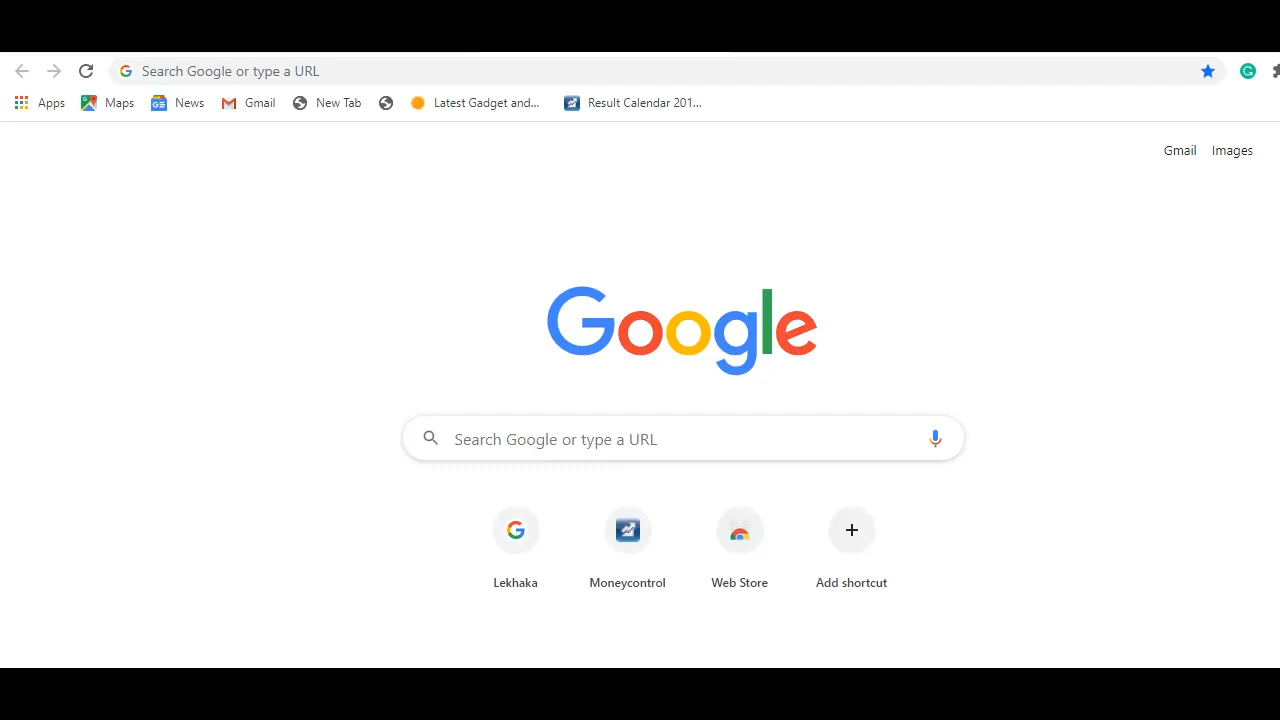 Search Google or type a URL
Apps Maps News Gmail New Tab Latest Gadget and... Result Calendar 201...
Gmail Images
Google
Search Google or type a URL
Lekhaka Moneycontrol Web Store Add shortcut